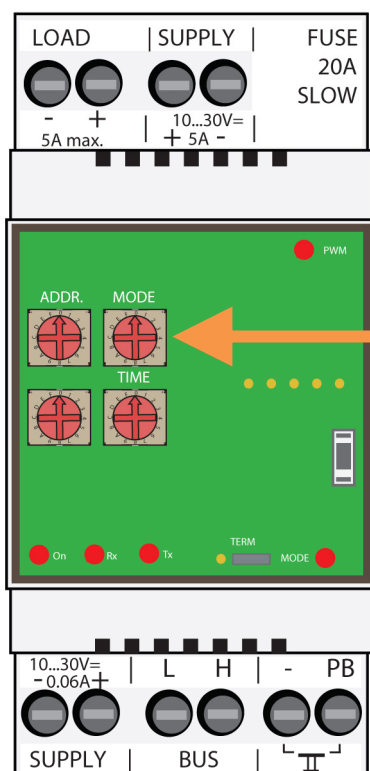 LOAD | SUPPLY | FUSE
20A
SLOW
- + 10...30V=
5A max. | + 5A - |
PWM
ADDR. MODE
TIME
TERM
On Rx Tx MODE
10...30V= | L H | - PB
- 0.06A +
SUPPLY | BUS |